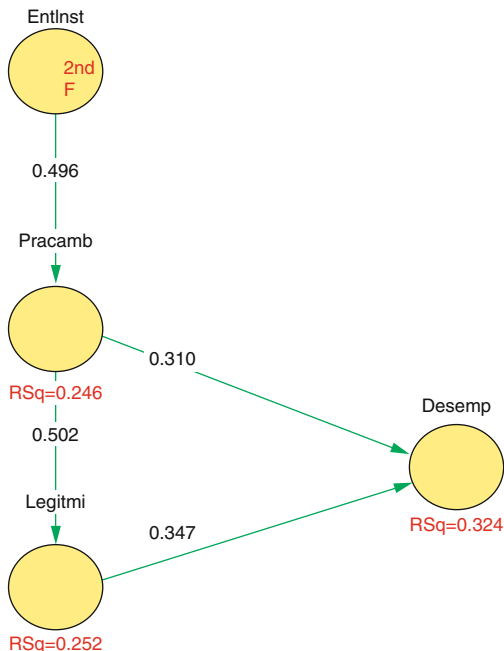 EntInst
2nd
F
0.496
Pracamb
RSq=0.246
0.310
0.502
Desemp
RSq=0.324
Legitmi
0.347
RSq=0.252